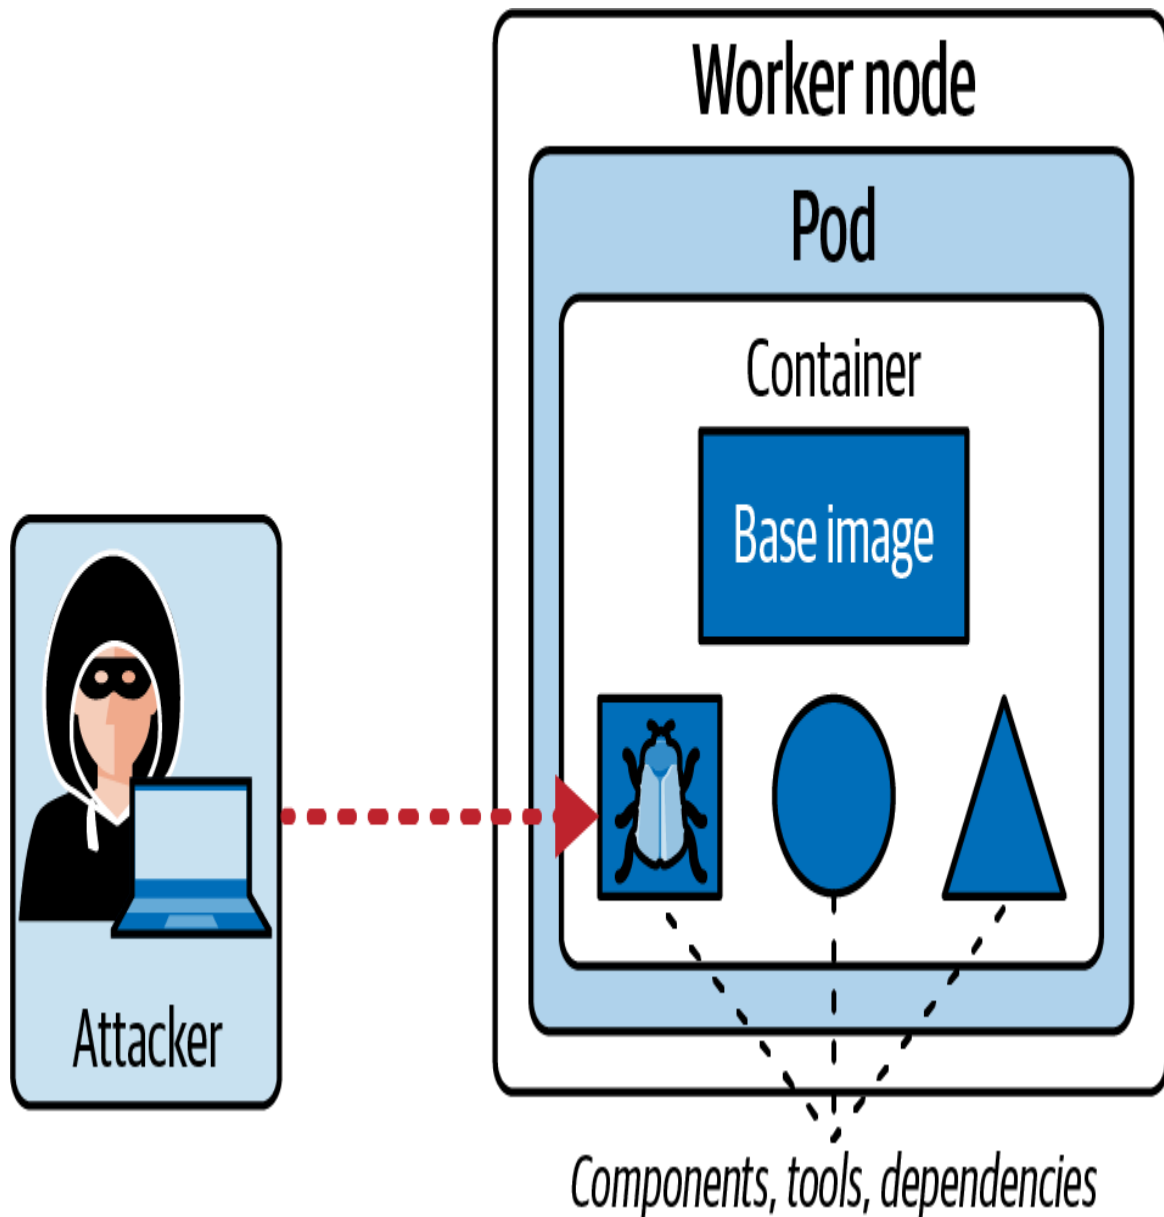 Worker node
Pod
Container
Base image
Attacker
Components, tools, dependencies